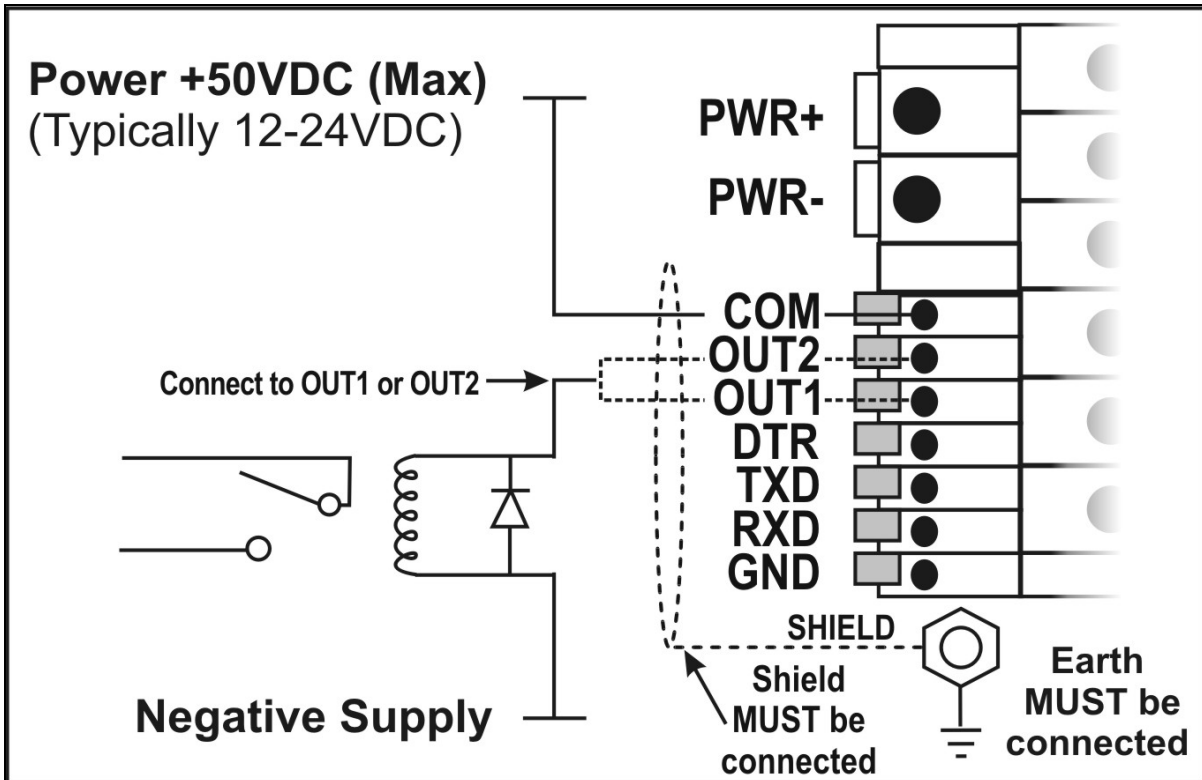 Power +50VDC (Max)
(Typically 12-24VDC)
PWR+
PWR-
COM
OUT2
Connect to OUT1 or OUT2
OUT1
DTR
TXD
RXD
GND
SHIELD
Shield
MUST be
connected
Earth
MUST be
connected
Negative Supply